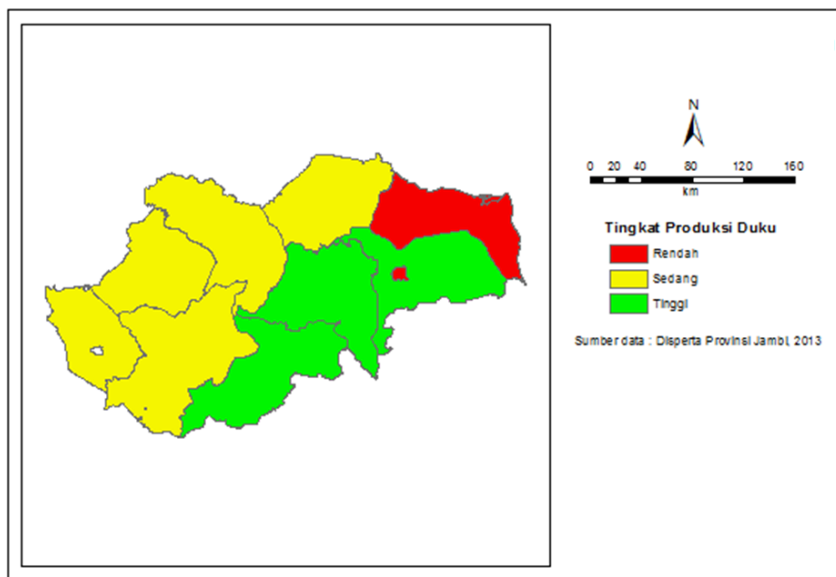 N
0 20 40 80 120 160
km
Tingkat Produksi Duku
Rendah
Sedang
Tinggi
Sumber data : Disperta Provinsi Jambi, 2013